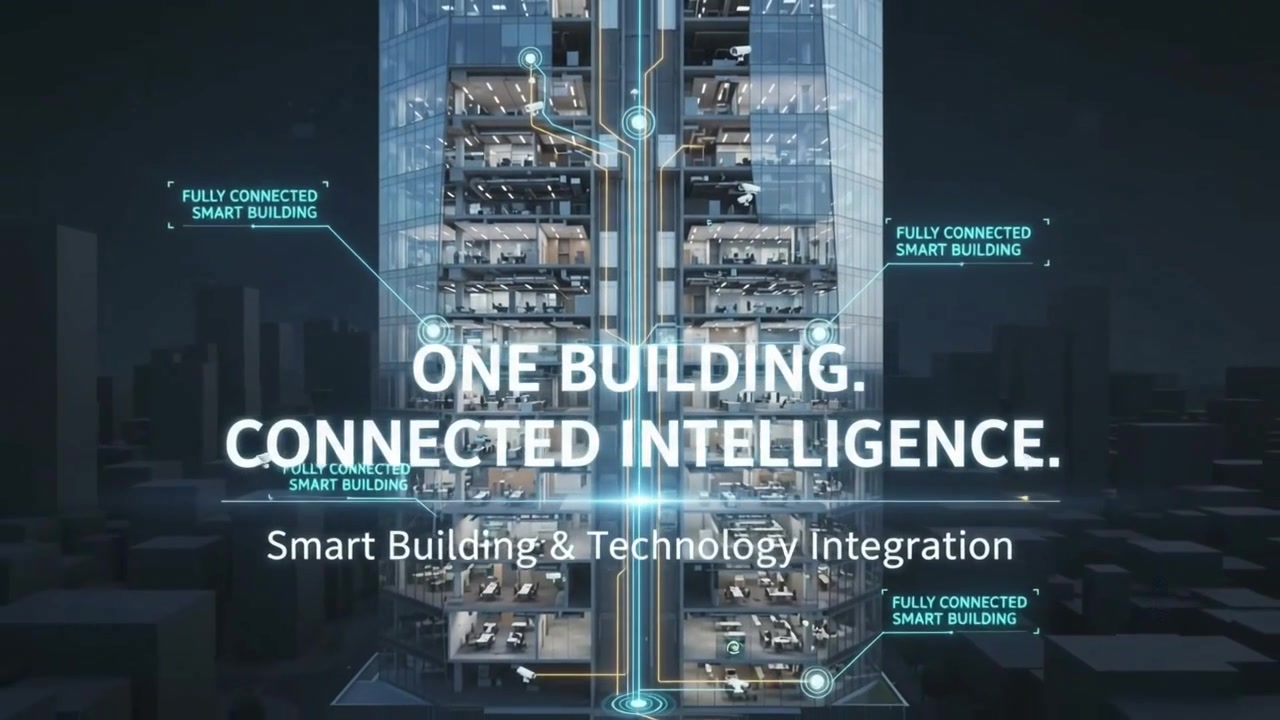 FULLY CONNECTED
SMART BUILDING
FULLY CONNECTED
SMART BUILDING
ONE BUILDING.
CONNECTED INTELLIGENCE.
FULLY CONNECTED
SMART BUILDING
Smart Building & Technology Integration
FULLY CONNECTED
SMART BUILDING